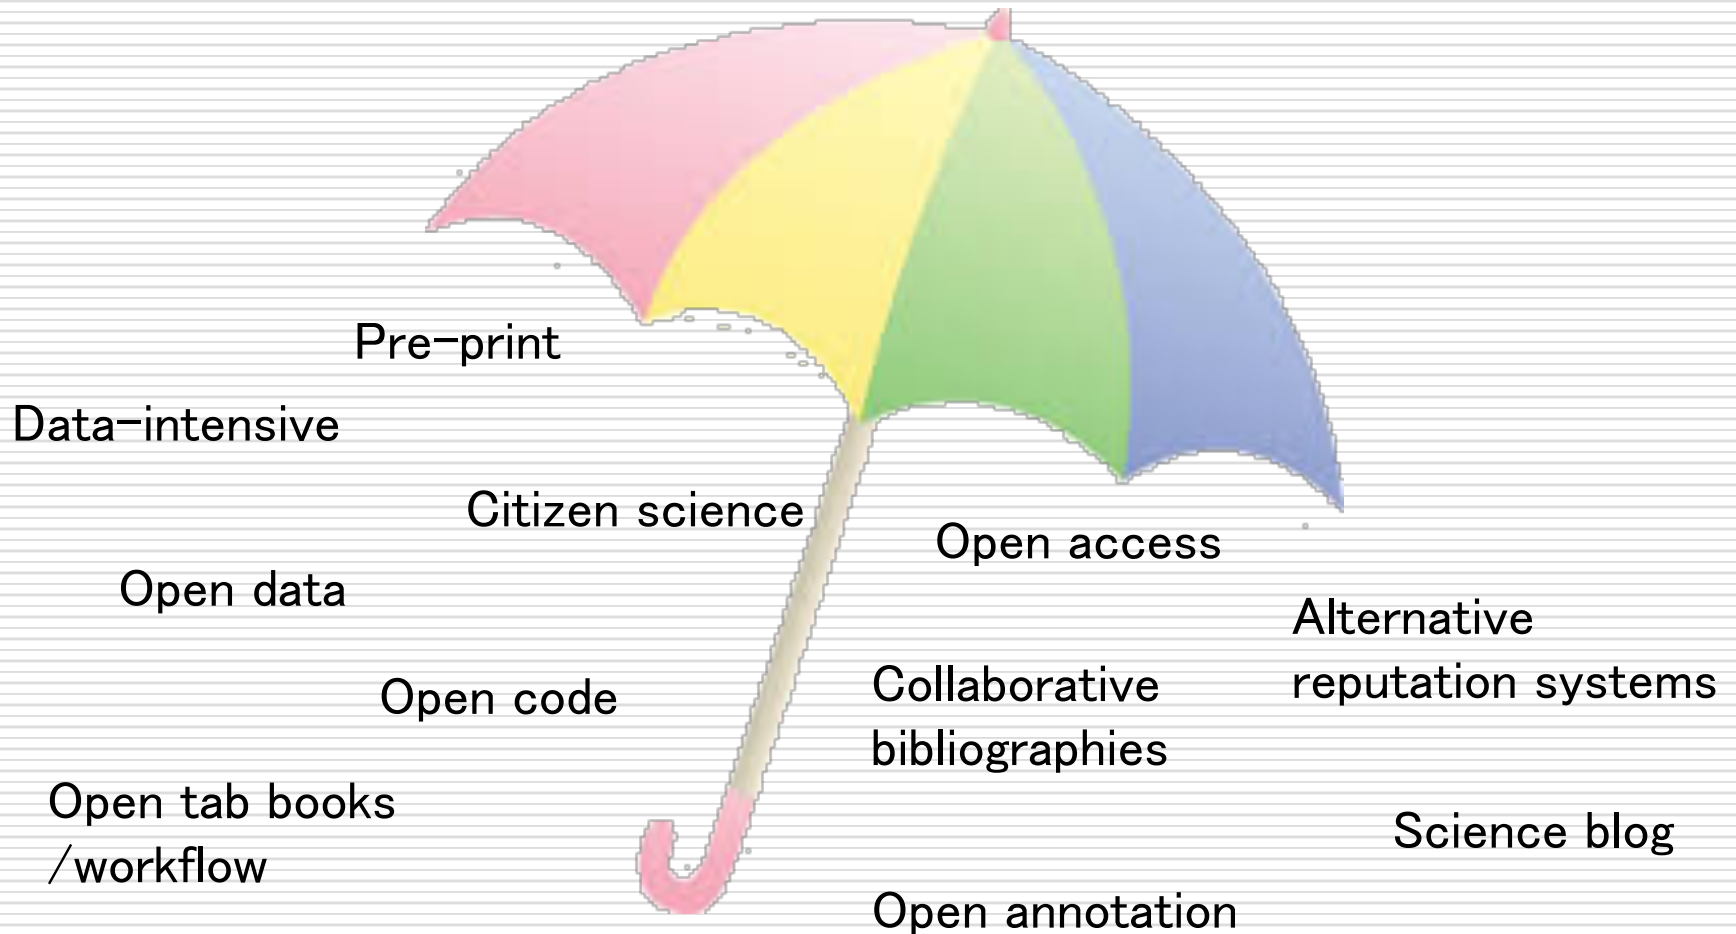 Pre-print
Data-intensive
Citizen science
Open access
Open data
Alternative
reputation systems
Open code
Collaborative
bibliographies
Open tab books
/workflow
Science blog
Open annotation